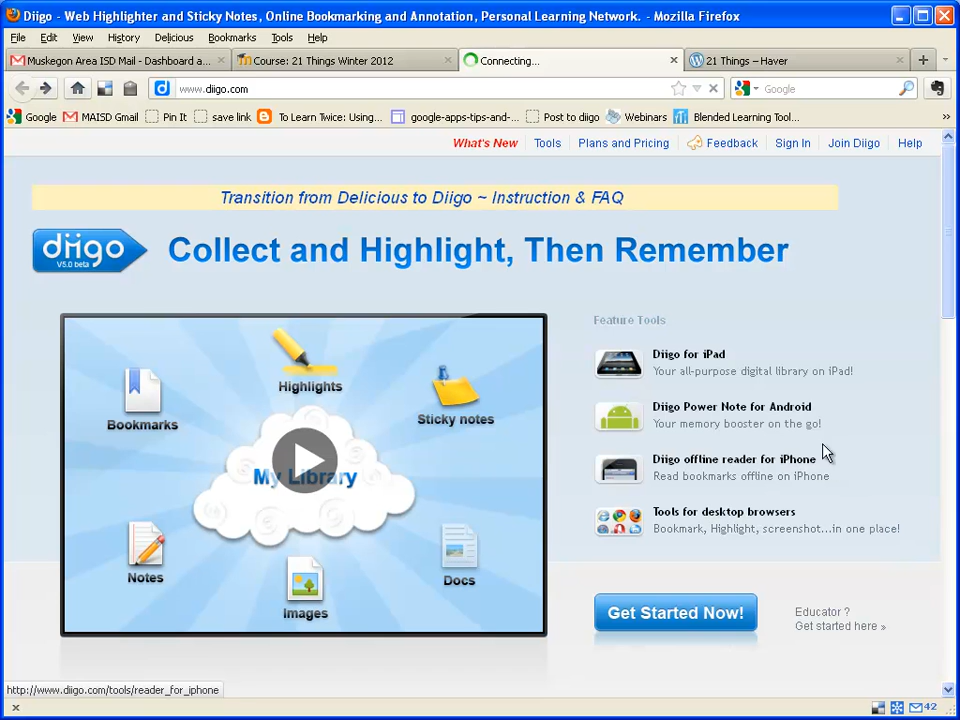 Diigo - Web Highlighter and Sticky Notes, Online Bookmarking and Annotation, Personal Learning Network. - Mozilla Firefox
File Edit View History Delicious Bookmarks Tools Help
Muskegon Area ISD Mail - Dashboard a... Course: 21 Things Winter 2012 Connecting... 21 Things – Haver
www.diigo.com Google
Google MAISD Gmail Pin It save link To Learn Twice: Using... google-apps-tips-and-... Post to diigo Webinars Blended Learning Tool... »
What's New Tools Plans and Pricing Feedback Sign In Join Diigo Help
Transition from Delicious to Diigo ~ Instruction & FAQ
diigo
V5.0 beta
Collect and Highlight, Then Remember
Feature Tools
Highlights
Bookmarks
Sticky notes
My Library
Notes
Images
Docs
Diigo for iPad
Your all-purpose digital library on iPad!
Diigo Power Note for Android
Your memory booster on the go!
Diigo offline reader for iPhone
Read bookmarks offline on iPhone
Tools for desktop browsers
Bookmark, Highlight, screenshot...in one place!
Get Started Now!
Educator ?
Get started here »
http://www.diigo.com/tools/reader_for_iphone
x 42